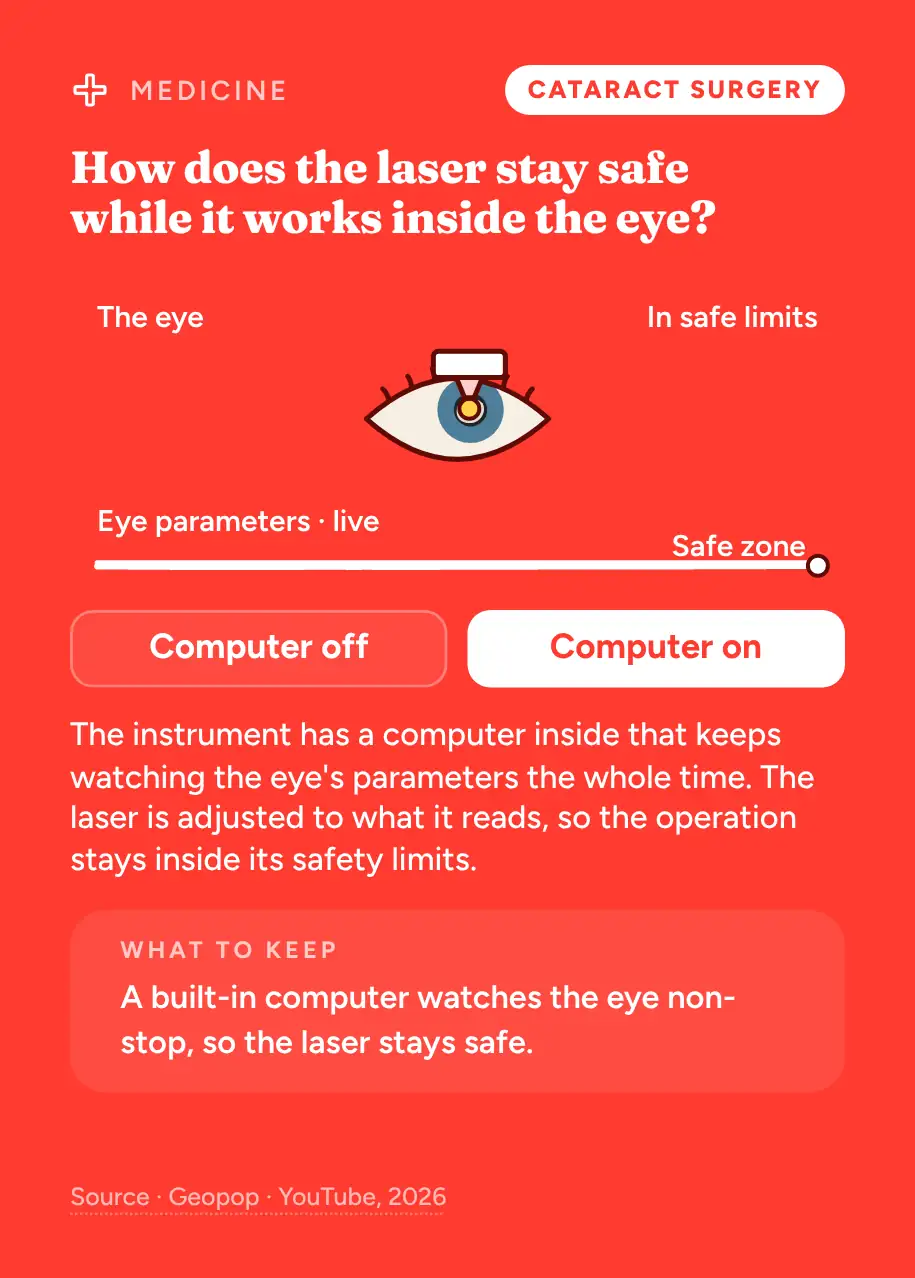 MEDICINE
CATARACT SURGERY
How does the laser stay safe
while it works inside the eye?
The eye
In safe limits
Eye parameters · live
Safe zone
Computer off
Computer on
The instrument has a computer inside that keeps
watching the eye's parameters the whole time. The
laser is adjusted to what it reads, so the operation
stays inside its safety limits.
WHAT TO KEEP
A built-in computer watches the eye non-
stop, so the laser stays safe.
Source · Geopop · YouTube, 2026